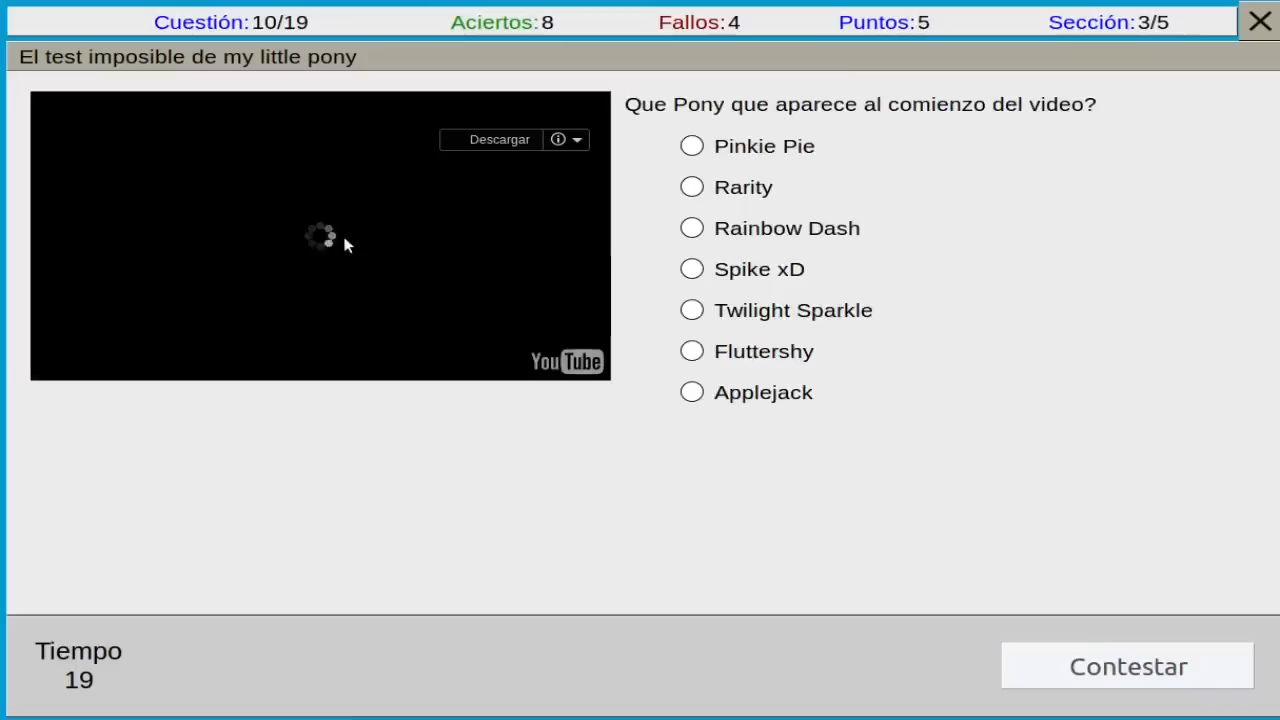 Cuestión: 10/19 Aciertos: 8 Fallos: 4 Puntos: 5 Sección: 3/5
El test imposible de my little pony
Que Pony que aparece al comienzo del video?
Descargar
Pinkie Pie
Rarity
Rainbow Dash
Spike xD
Twilight Sparkle
Fluttershy
YouTube
Applejack
Tiempo
19
Contestar